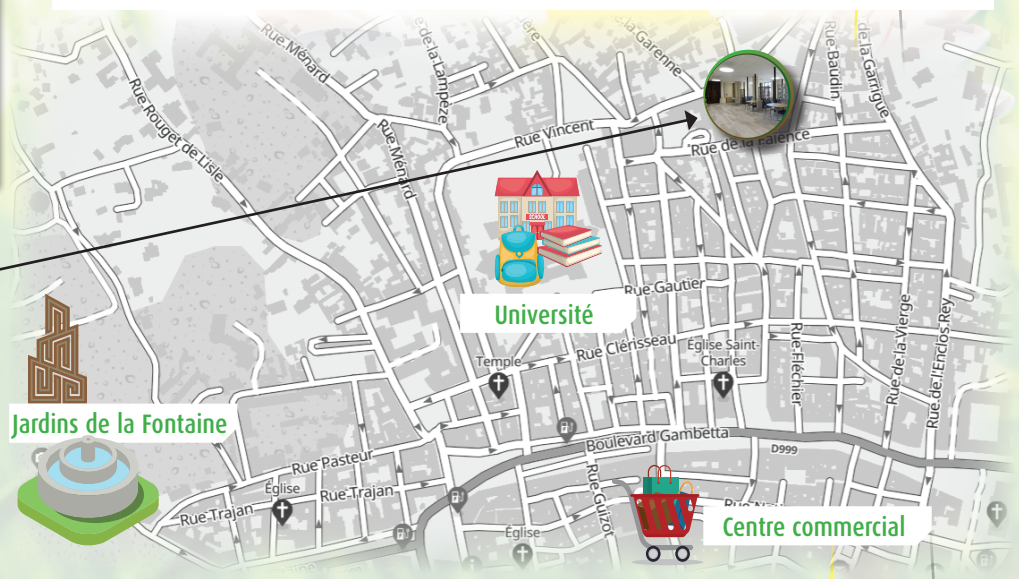 Rue Ménard
de la Lampèze
de la Garenne
Rue Baudin
de la Garrigue
Rue Rouget de Lisle
Rue Ménard
Rue Vincent
Rue de la Faïence
SCHOOL
Rue Gautier
Université
Temple
Rue Clérisseau
Église Saint-
Charles
Rue Fléchier
Rue de la Vierge
Rue de l'Enclos Rey
Jardins de la Fontaine
Boulevard Gambetta
D999
Rue Pasteur
Église
Rue Trajan
Rue Trajan
Rue Guizot
Église
Centre commercial